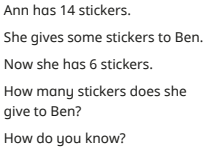 Ann has 14 stickers.
She gives some stickers to Ben.
Now she has 6 stickers.
How many stickers does she
give to Ben?
How do you know?